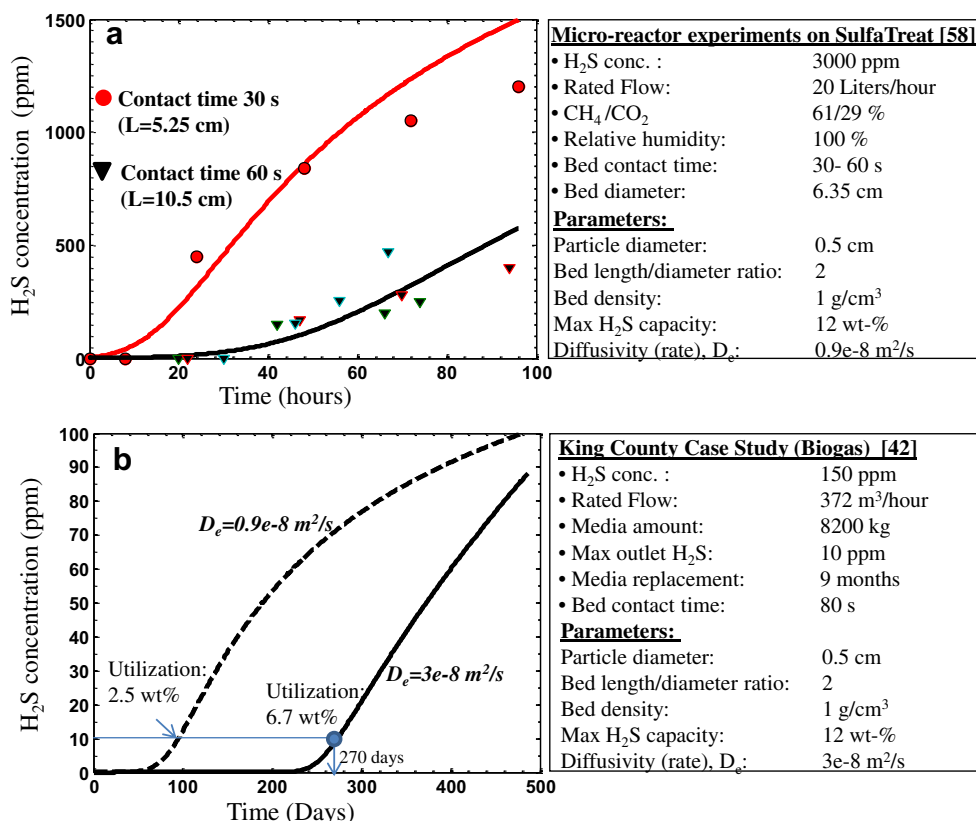 a
H2S concentration (ppm)
1500
1000
500
0
Contact time 30 s
(L=5.25 cm)
Contact time 60 s
(L=10.5 cm)
0 20 40 60 80 100
Time (hours)
Micro-reactor experiments on SulfaTreat [58]
• H2S conc. : 3000 ppm
• Rated Flow: 20 Liters/hour
• CH4/CO2 61/29 %
• Relative humidity: 100 %
• Bed contact time: 30- 60 s
• Bed diameter: 6.35 cm
Parameters:
Particle diameter: 0.5 cm
Bed length/diameter ratio: 2
Bed density: 1 g/cm3
Max H2S capacity: 12 wt-%
Diffusivity (rate), De: 0.9e-8 m2/s
b
H2S concentration (ppm)
100
90
80
70
60
50
40
30
20
10
0
De=0.9e-8 m2/s
Utilization:
2.5 wt%
Utilization:
6.7 wt%
De=3e-8 m2/s
270 days
0 100 200 300 400 500
Time (Days)
King County Case Study (Biogas) [42]
• H2S conc. : 150 ppm
• Rated Flow: 372 m3/hour
• Media amount: 8200 kg
• Max outlet H2S: 10 ppm
• Media replacement: 9 months
• Bed contact time: 80 s
Parameters:
Particle diameter: 0.5 cm
Bed length/diameter ratio: 2
Bed density: 1 g/cm3
Max H2S capacity: 12 wt-%
Diffusivity (rate), De: 3e-8 m2/s